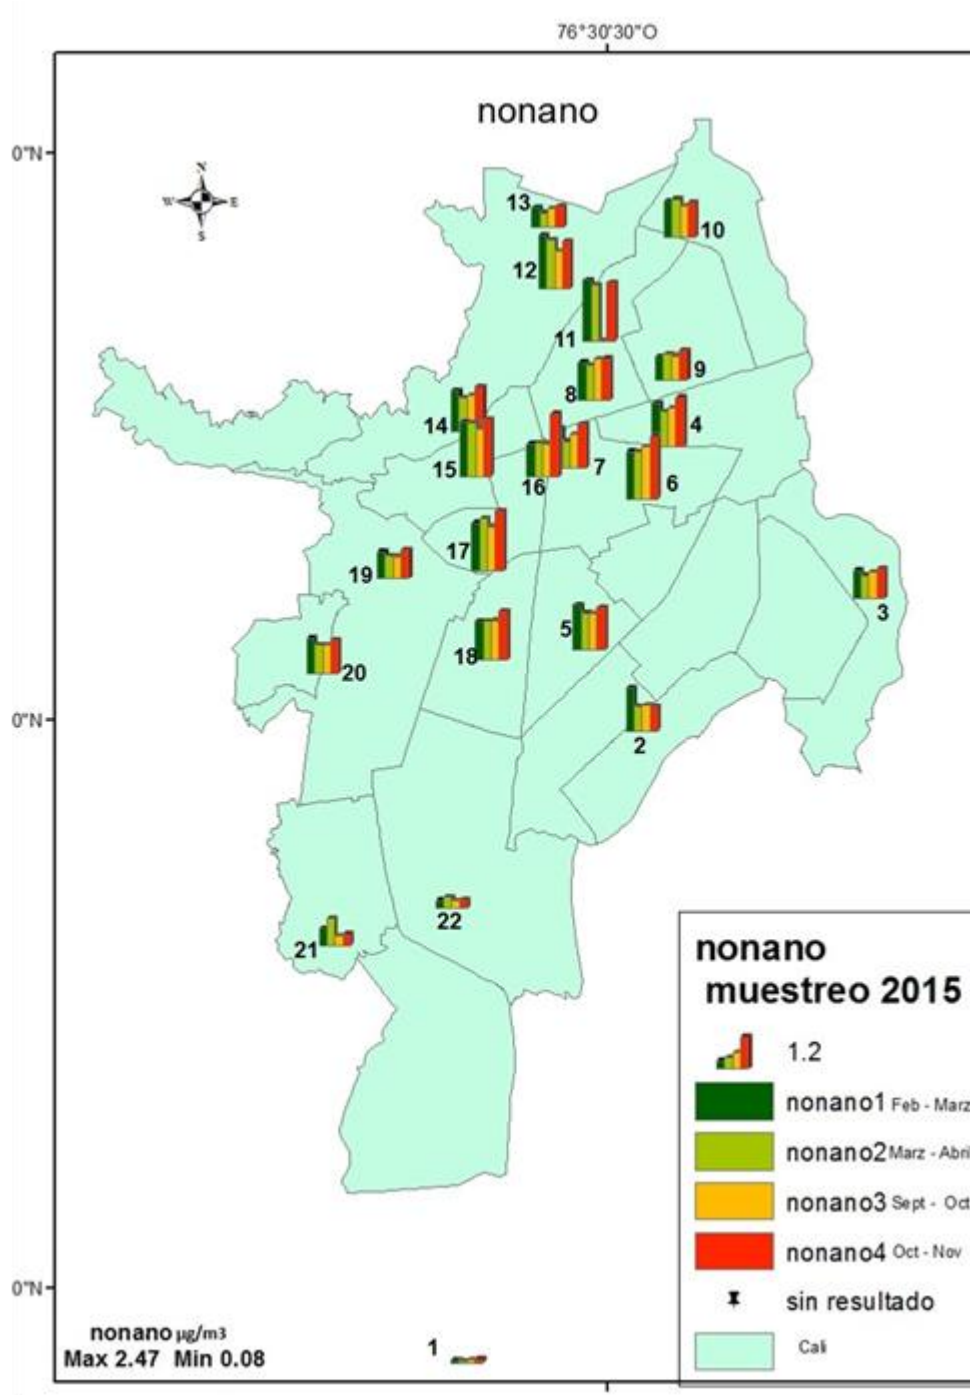 76°30'30"O
nonano
0"N
N
W E
S
13
10
12
11
9
8
14
4
15
7
16
6
17
19
3
5
18
20
0"N
2
22
21
nonano
muestreo 2015
1.2
nonano1 Feb - Marz
nonano2 Marz - Abril
nonano3 Sept - Oct
nonano4 Oct - Nov
0"N
sin resultado
nonano µg/m3
Cali
Max 2.47 Min 0.08
1